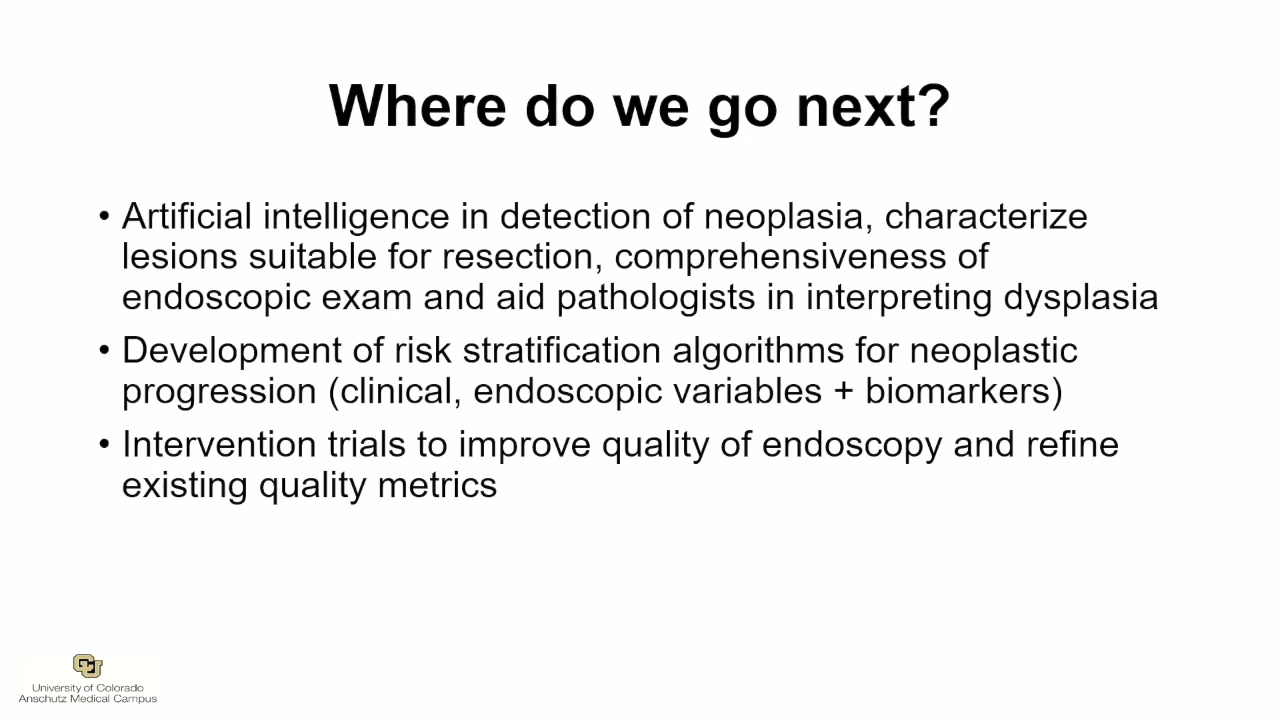 Where do we go next?
• Artificial intelligence in detection of neoplasia, characterize
lesions suitable for resection, comprehensiveness of
endoscopic exam and aid pathologists in interpreting dysplasia
• Development of risk stratification algorithms for neoplastic
progression (clinical, endoscopic variables + biomarkers)
• Intervention trials to improve quality of endoscopy and refine
existing quality metrics
CU
University of Colorado
Anschutz Medical Campus